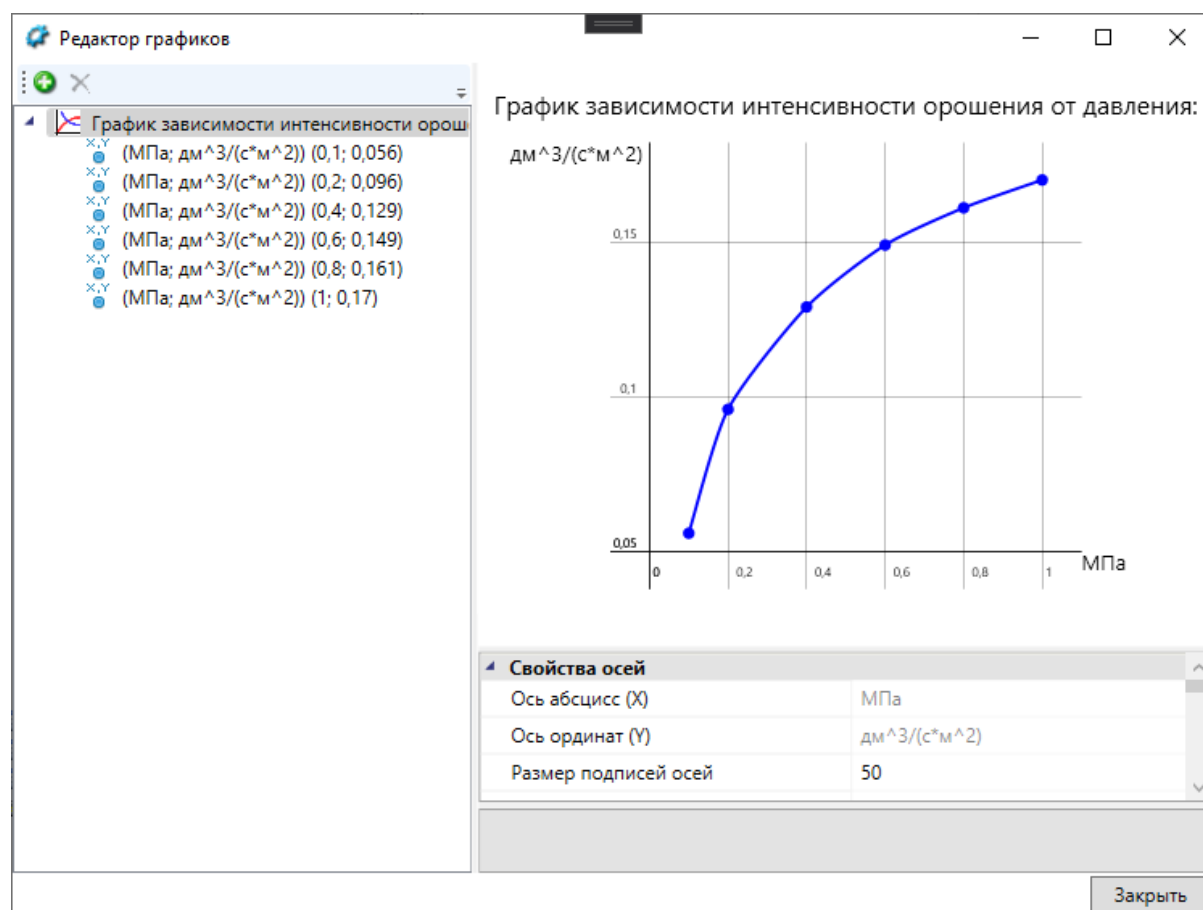 Редактор графиков
График зависимости интенсивности орош
X,Y (МПа; дм^3/(с*м^2)) (0,1; 0,056)
X,Y (МПа; дм^3/(с*м^2)) (0,2; 0,096)
X,Y (МПа; дм^3/(с*м^2)) (0,4; 0,129)
X,Y (МПа; дм^3/(с*м^2)) (0,6; 0,149)
X,Y (МПа; дм^3/(с*м^2)) (0,8; 0,161)
X,Y (МПа; дм^3/(с*м^2)) (1; 0,17)
График зависимости интенсивности орошения от давления:
дм^3/(с*м^2)
0,15
0,1
0,05
0 0,2 0,4 0,6 0,8 1 МПа
Свойства осей
Ось абсцисс (X) МПа
Ось ординат (Y) дм^3/(с*м^2)
Размер подписей осей 50
Закрыть